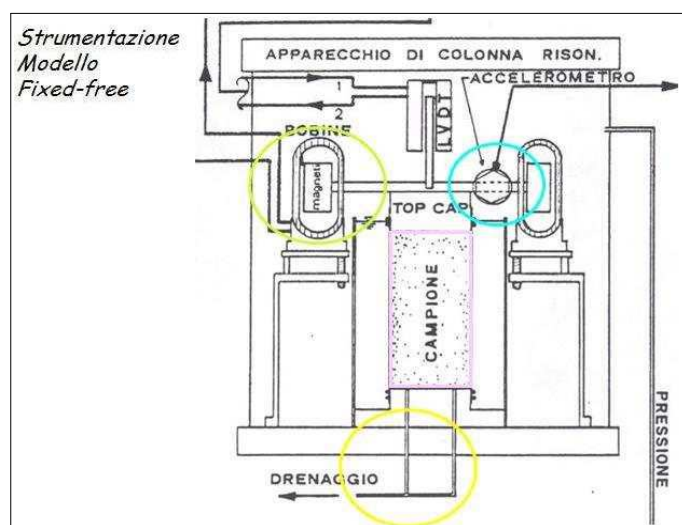 Strumentazione
Modello
Fixed-free
APPARECCHIO DI COLONNA RISON.
ACCELEROMETRO
1
2
BOBINE
LVDT
magneti
TOP CAP
CAMPIONE
PRESSIONE
DRENAGGIO